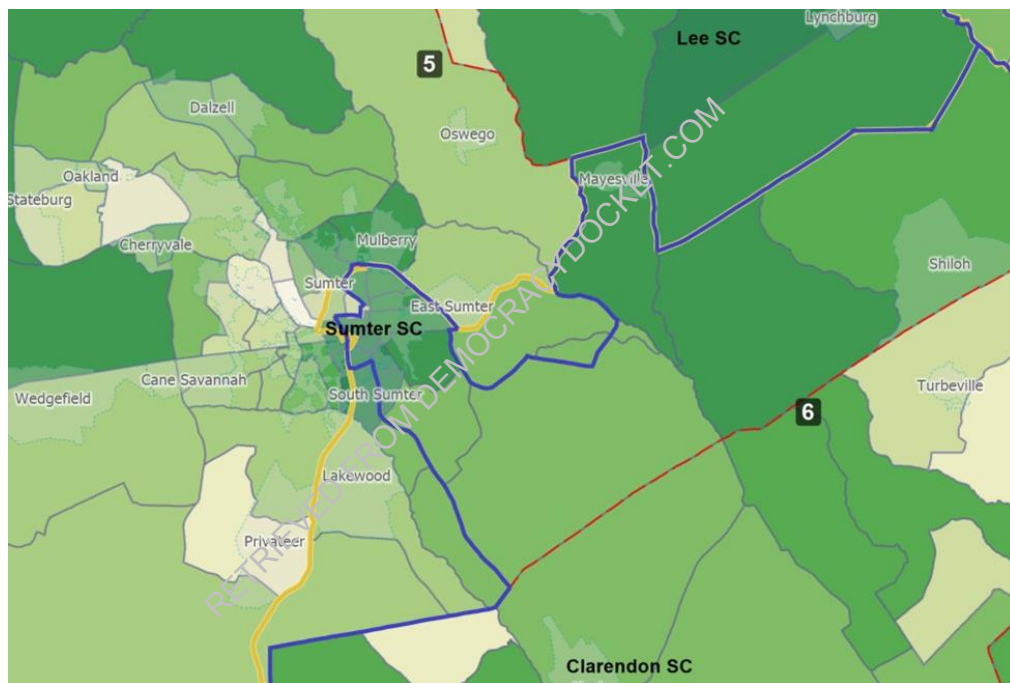 Lynchburg
Lee SC
5
Dalzell
Oswego
Mayesville
Oakland
Stateburg
Cherryvale
Mulberry
Shiloh
Sumter
East Sumter
Sumter SC
Cane Savannah
Wedgefield
South Sumter
Turbeville
6
Lakewood
Privateer
Clarendon SC
RETRIEVED FROM DEMOCRACYDOCKET.COM